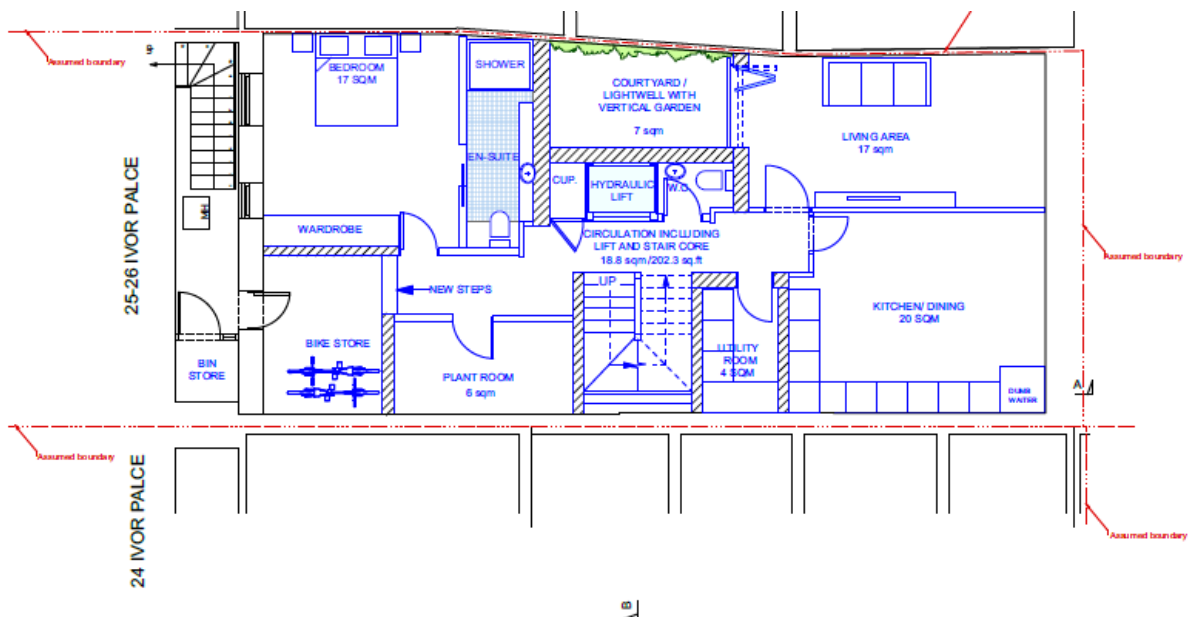 up
Assumed boundary
BEDROOM
17 SQM
SHOWER
COURTYARD /
LIGHTWELL WITH
VERTICAL GARDEN
7 sqm
LIVING AREA
17 sqm
EN-SUITE
CUP.
HYDRAULIC
LIFT
W.C
MH
WARDROBE
CIRCULATION INCLUDING
LIFT AND STAIR CORE
18.8 sqm/202.3 sq.ft
Assumed boundary
25-26 IVOR PALCE
NEW STEPS
UP
KITCHEN/ DINING
20 SQM
BIKE STORE
UTILITY
ROOM
4 SQM
BIN
STORE
PLANT ROOM
6 sqm
DUMB
WAITER
A
Assumed boundary
24 IVOR PALCE
Assumed boundary
B